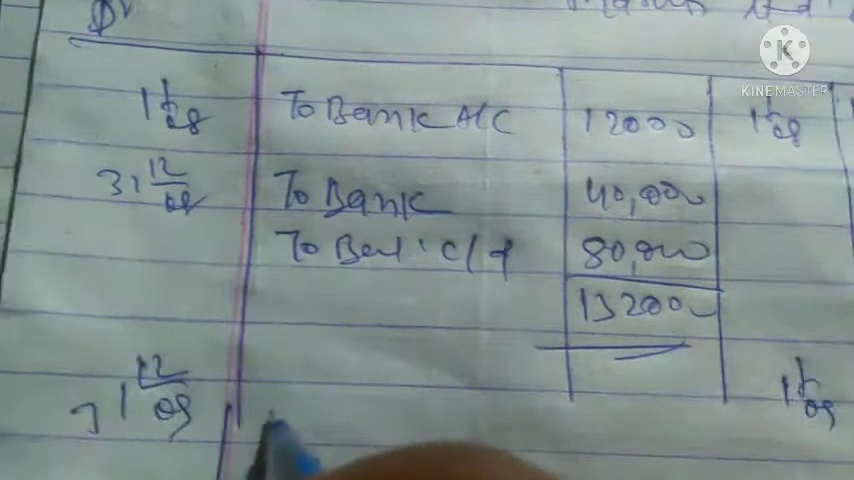 Dr
1 1/08 To Bank A/C 12000 1 1/08
31 12/08 To Bank 40,000
To Bal. c/f 80,000
132000
31 12/09 1 1/09
K
KINEMASTER